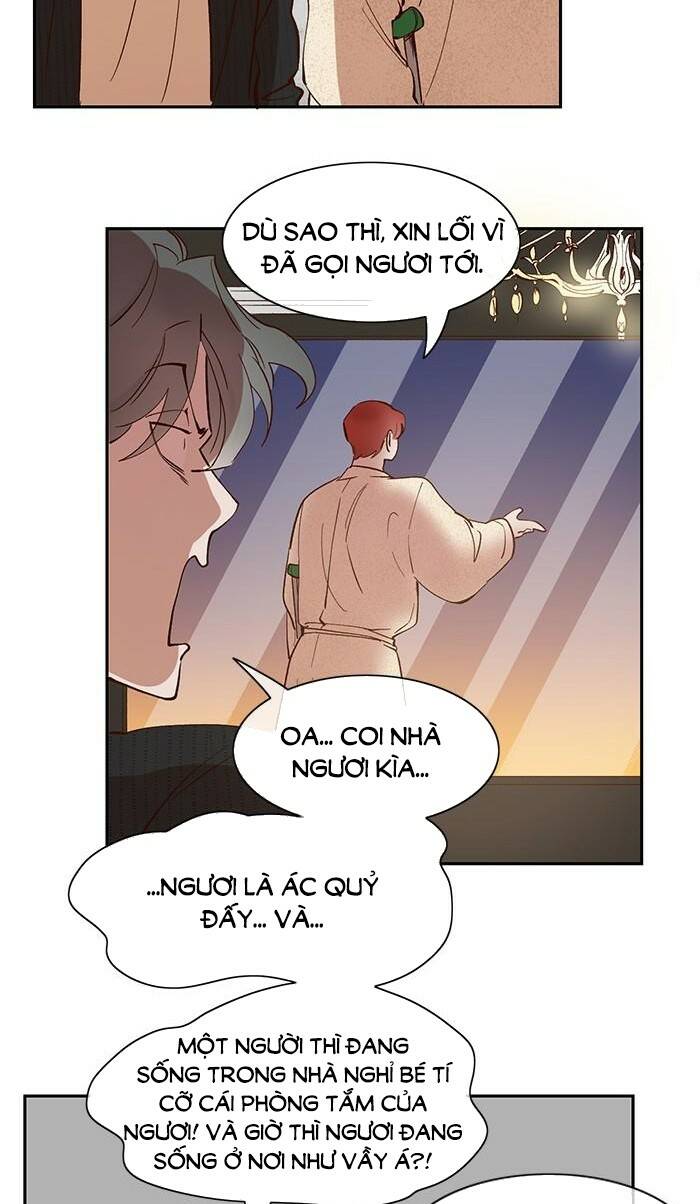 DÙ SAO THÌ, XIN LỖI VÌ
ĐÃ GỌI NGƯƠI TỚI.
OA... COI NHÀ
NGƯƠI KÌA...
...NGƯƠI LÀ ÁC QUỶ
ĐẤY... VÀ...
MỘT NGƯỜI THÌ ĐANG
SỐNG TRONG NHÀ NGHỈ BÉ TÍ
CỠ CÁI PHÒNG TẮM CỦA
NGƯƠI! VÀ GIỜ THÌ NGƯƠI ĐANG
SỐNG Ở NƠI NHƯ VẦY Á?!